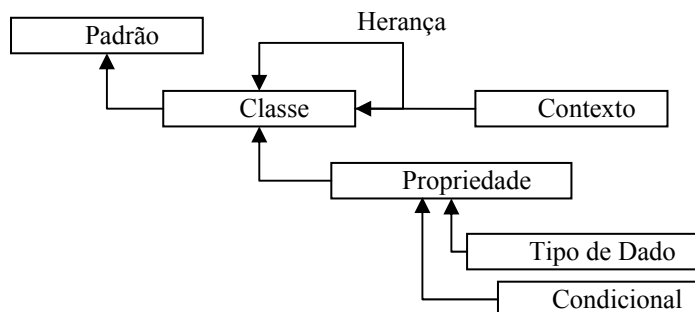 Herança
Padrão
Classe
Contexto
Propriedade
Tipo de Dado
Condicional